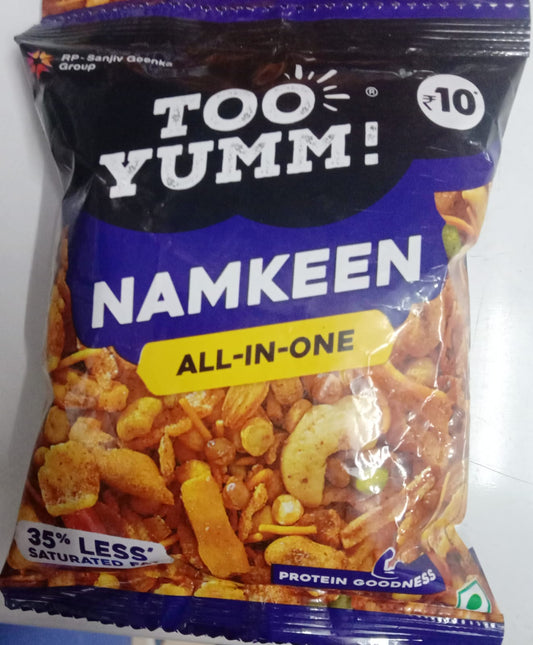 RP-Sanjiv Goenka
Group
TOO
YUMM!
®
₹10*
NAMKEEN
ALL-IN-ONE
35% LESS*
SATURATED FAT
PROTEIN GOODNESS